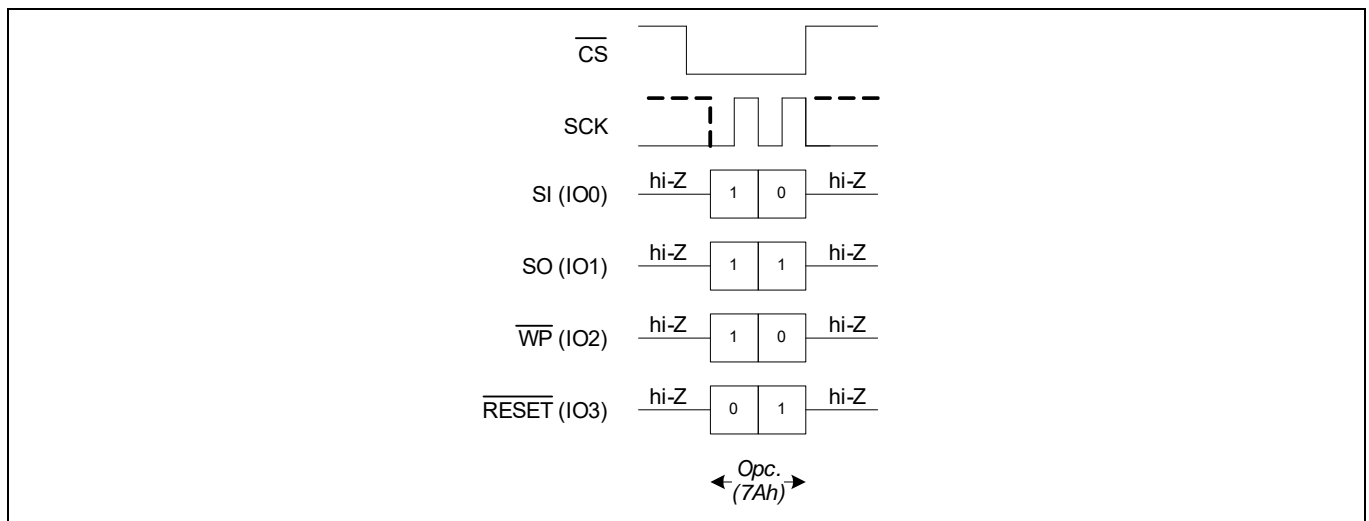 CS
SCK
SI (IO0) hi-Z 1 0 hi-Z
SO (IO1) hi-Z 1 1 hi-Z
WP (IO2) hi-Z 1 0 hi-Z
RESET (IO3) hi-Z 0 1 hi-Z
Opc.
(7Ah)